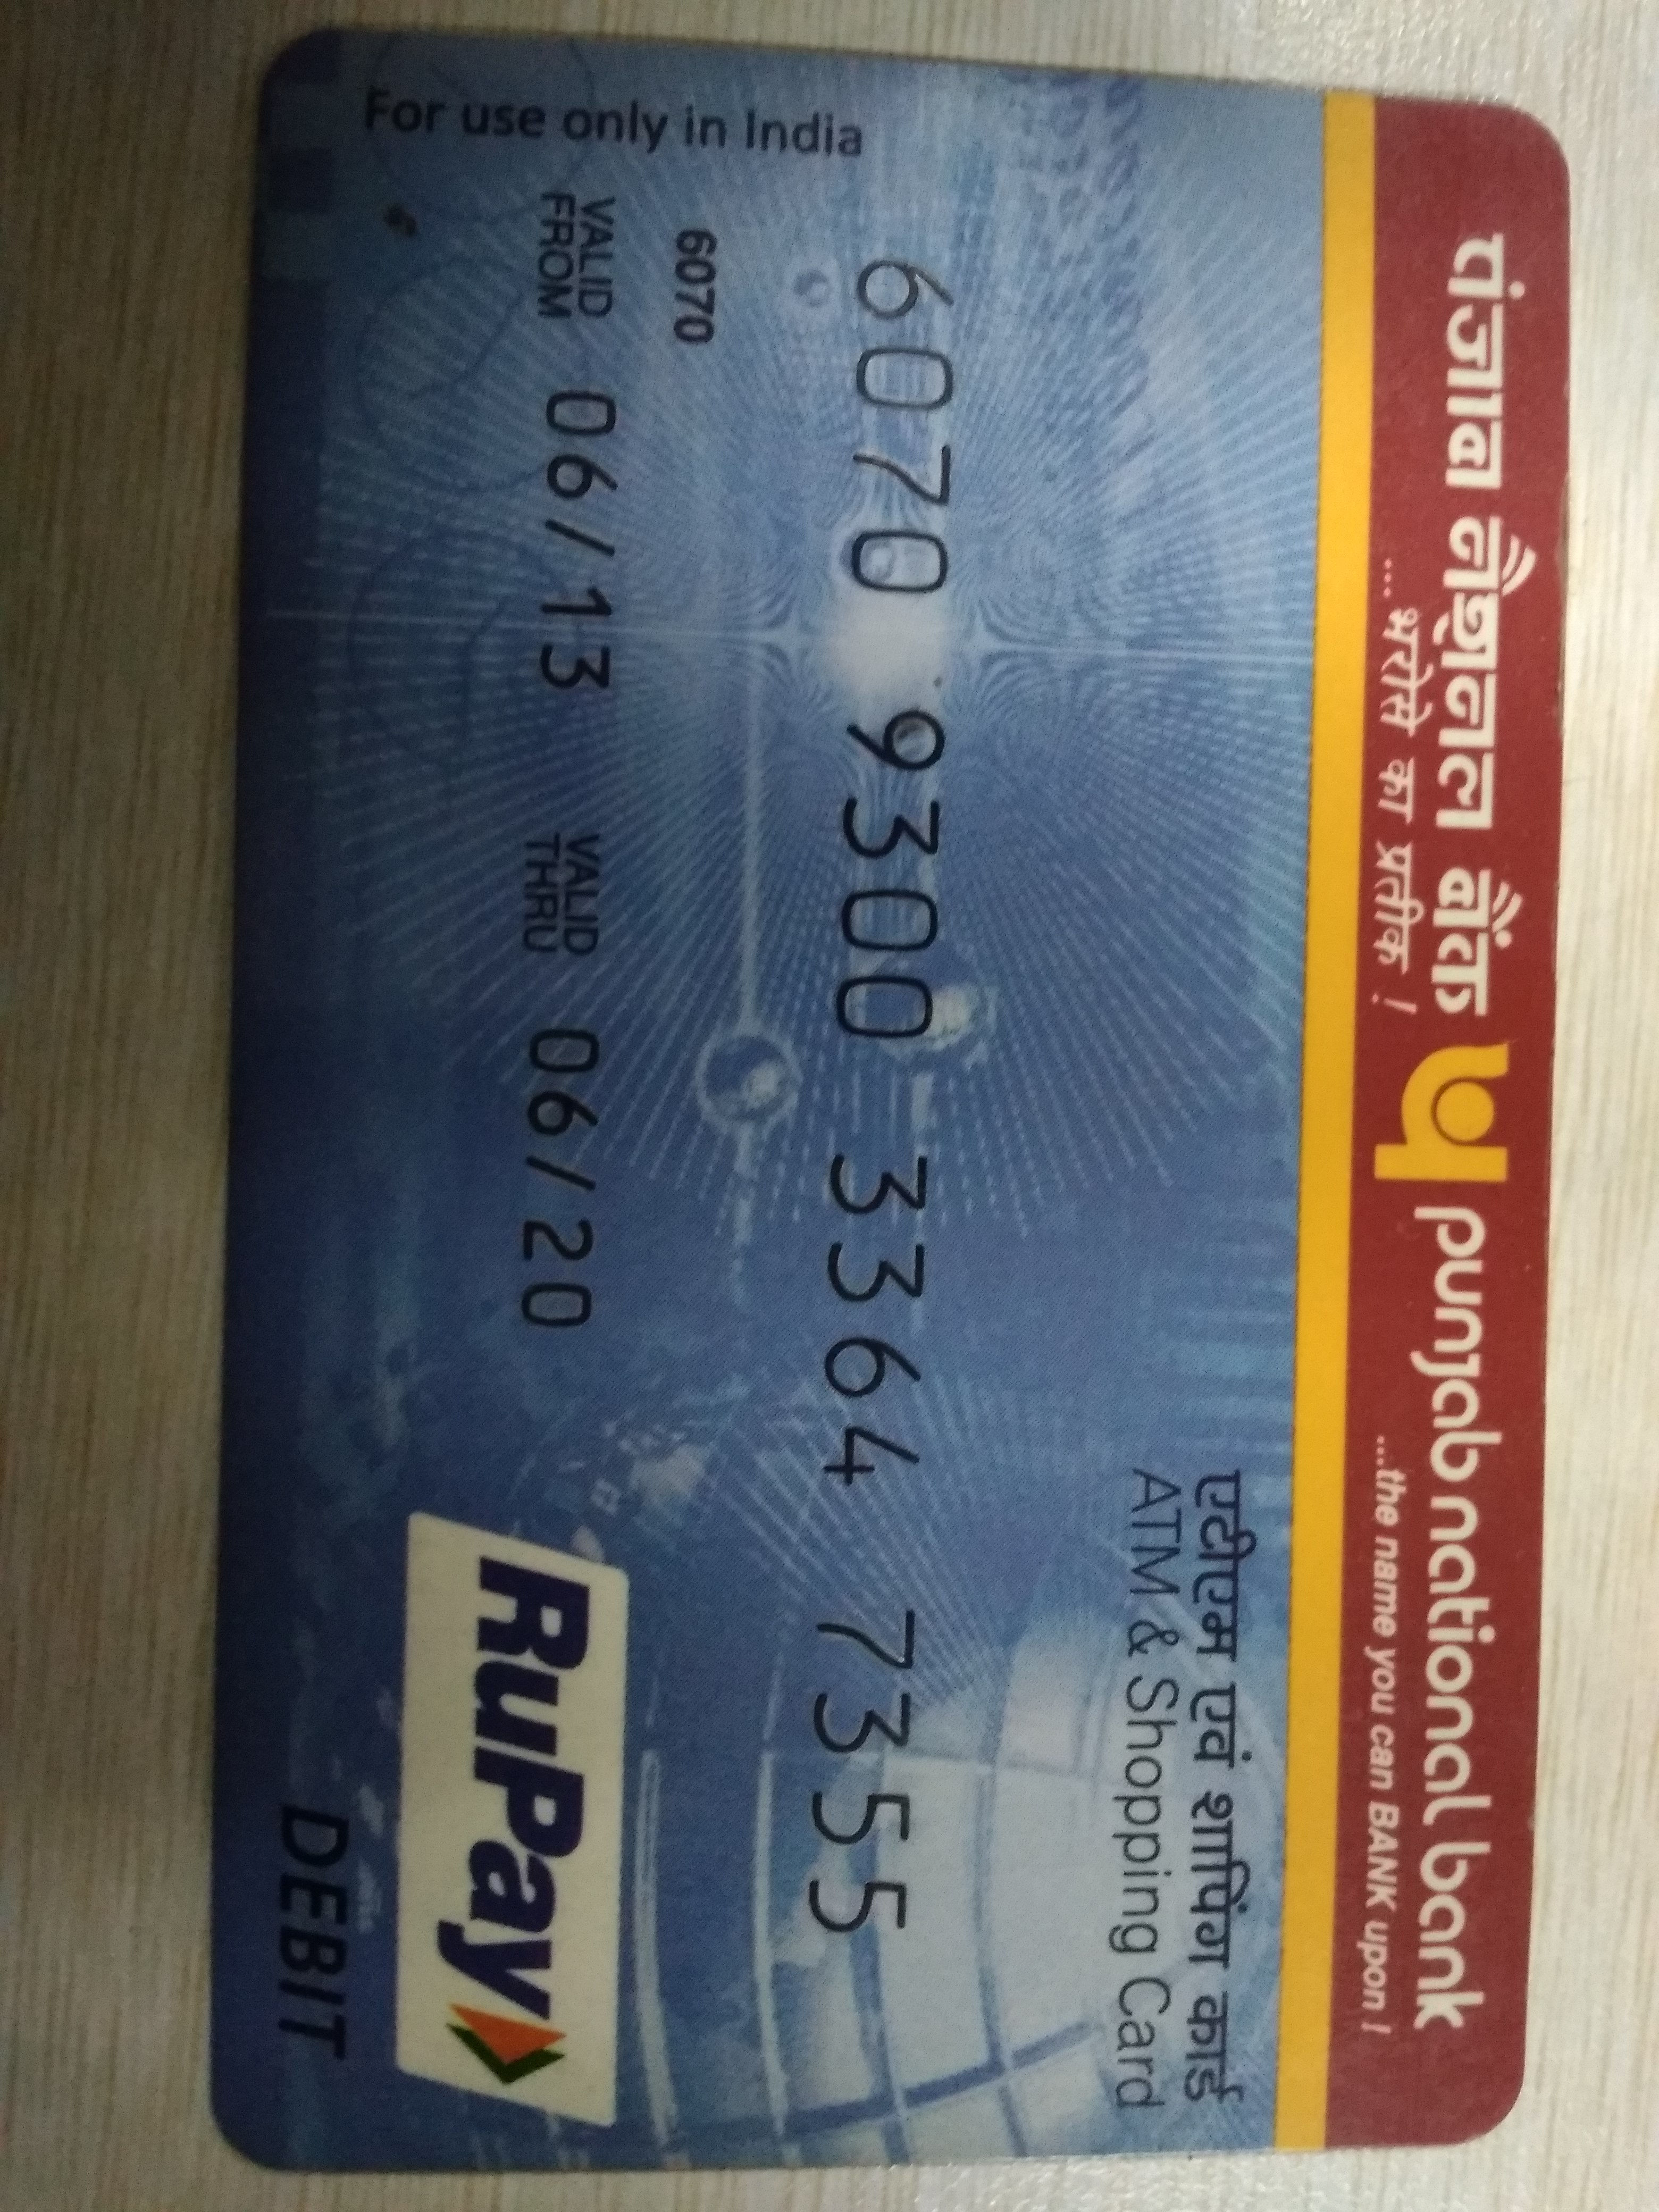 पंजाब नैशनल बैंक punjab national bank
...भरोसे का प्रतीक ! ...the name you can BANK upon !
एटीएम एवं शापिंग कार्ड
ATM & Shopping Card
6070 9300 3364 7355
6070
VALID FROM 06/13 VALID THRU 06/20
RuPay
For use only in India
DEBIT